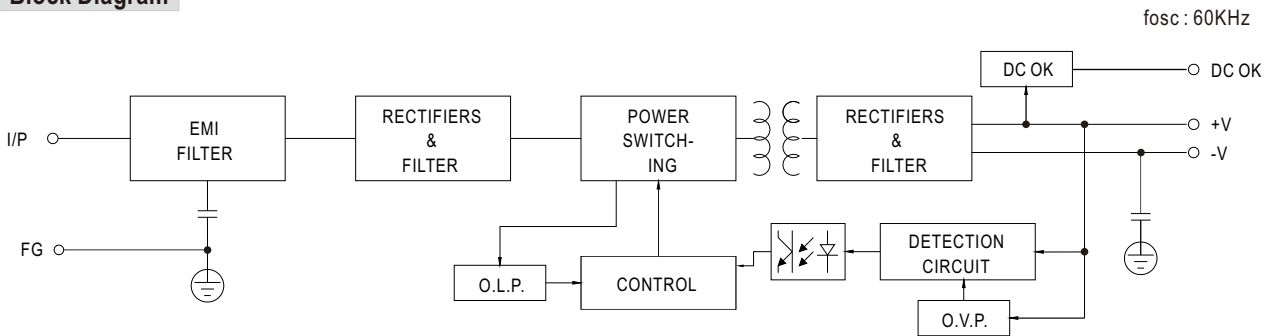 Block Diagram
fosc : 60KHz
I/P
EMI
FILTER
RECTIFIERS
&
FILTER
POWER
SWITCH-
ING
RECTIFIERS
&
FILTER
DC OK
DC OK
+V
-V
FG
O.L.P.
CONTROL
DETECTION
CIRCUIT
O.V.P.